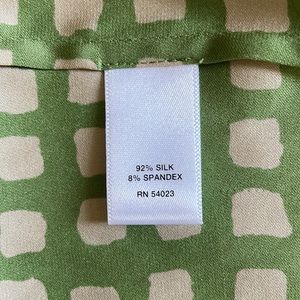 92% SILK
8% SPANDEX
RN 54023